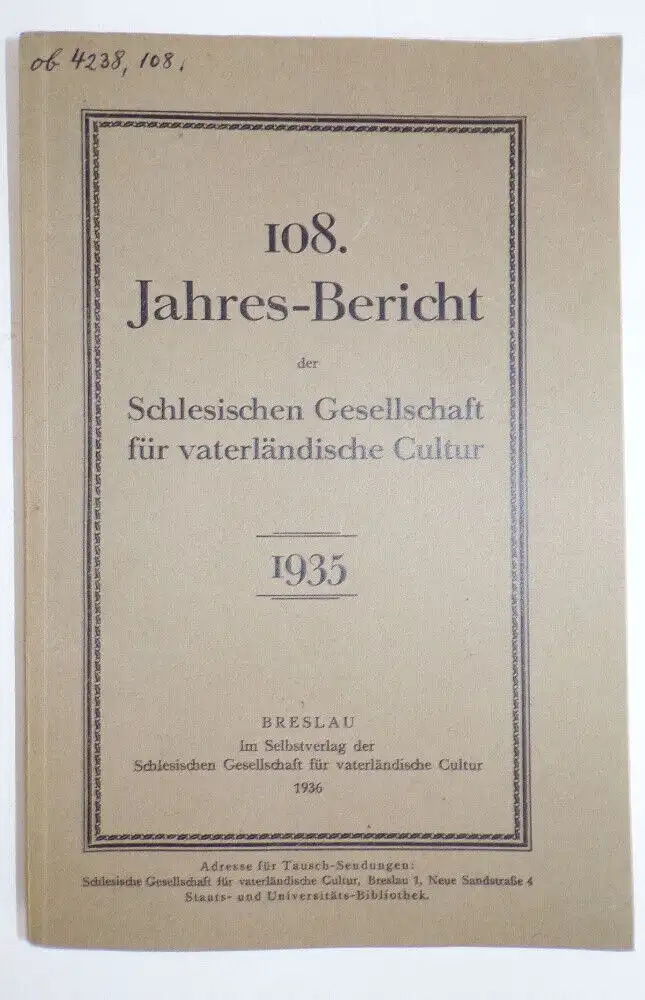 ob 4238, 108.
108.
Jahres-Bericht
der
Schlesischen Gesellschaft
für vaterländische Cultur
1935
BRESLAU
Im Selbstverlag der
Schlesischen Gesellschaft für vaterländische Cultur
1936
Adresse für Tausch-Sendungen:
Schlesische Gesellschaft für vaterländische Cultur, Breslau 1, Neue Sandstraße 4
Staats- und Universitäts-Bibliothek.